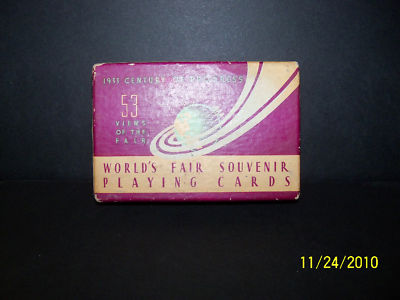 1933 CENTURY OF PROGRESS
53
VIEWS
OF THE
FAIR
WORLD'S FAIR SOUVENIR
PLAYING CARDS
11/24/2010